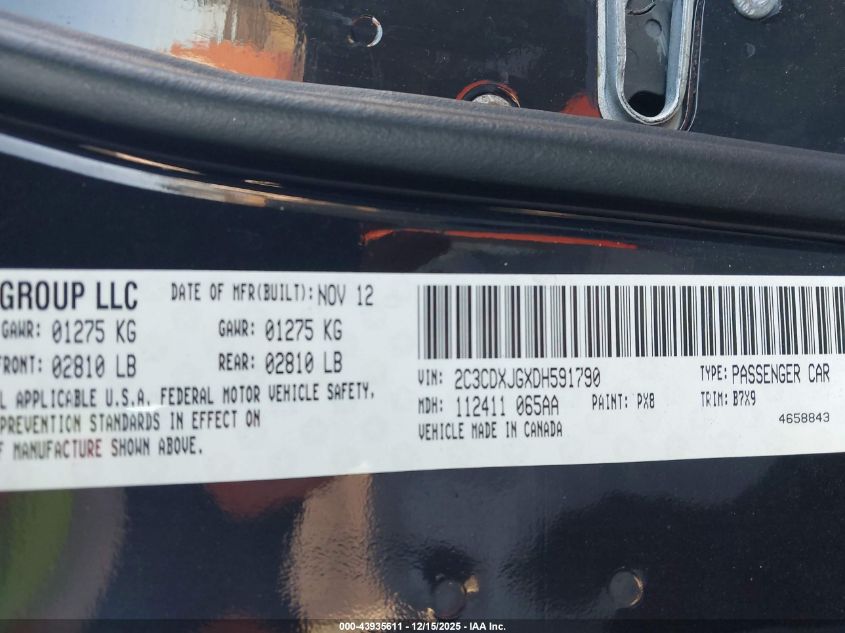 GROUP LLC DATE OF MFR(BUILT): NOV 12
GAWR: 01275 KG GAWR: 01275 KG
FRONT: 02810 LB REAR: 02810 LB
L APPLICABLE U.S.A. FEDERAL MOTOR VEHICLE SAFETY,
PREVENTION STANDARDS IN EFFECT ON
F MANUFACTURE SHOWN ABOVE.
VIN: 2C3CDXJGXDH591790 TYPE: PASSENGER CAR
MDH: 112411 065AA PAINT: PX8 TRIM: B7X9
VEHICLE MADE IN CANADA 4658843
000-43935611 - 12/15/2025 - IAA Inc.